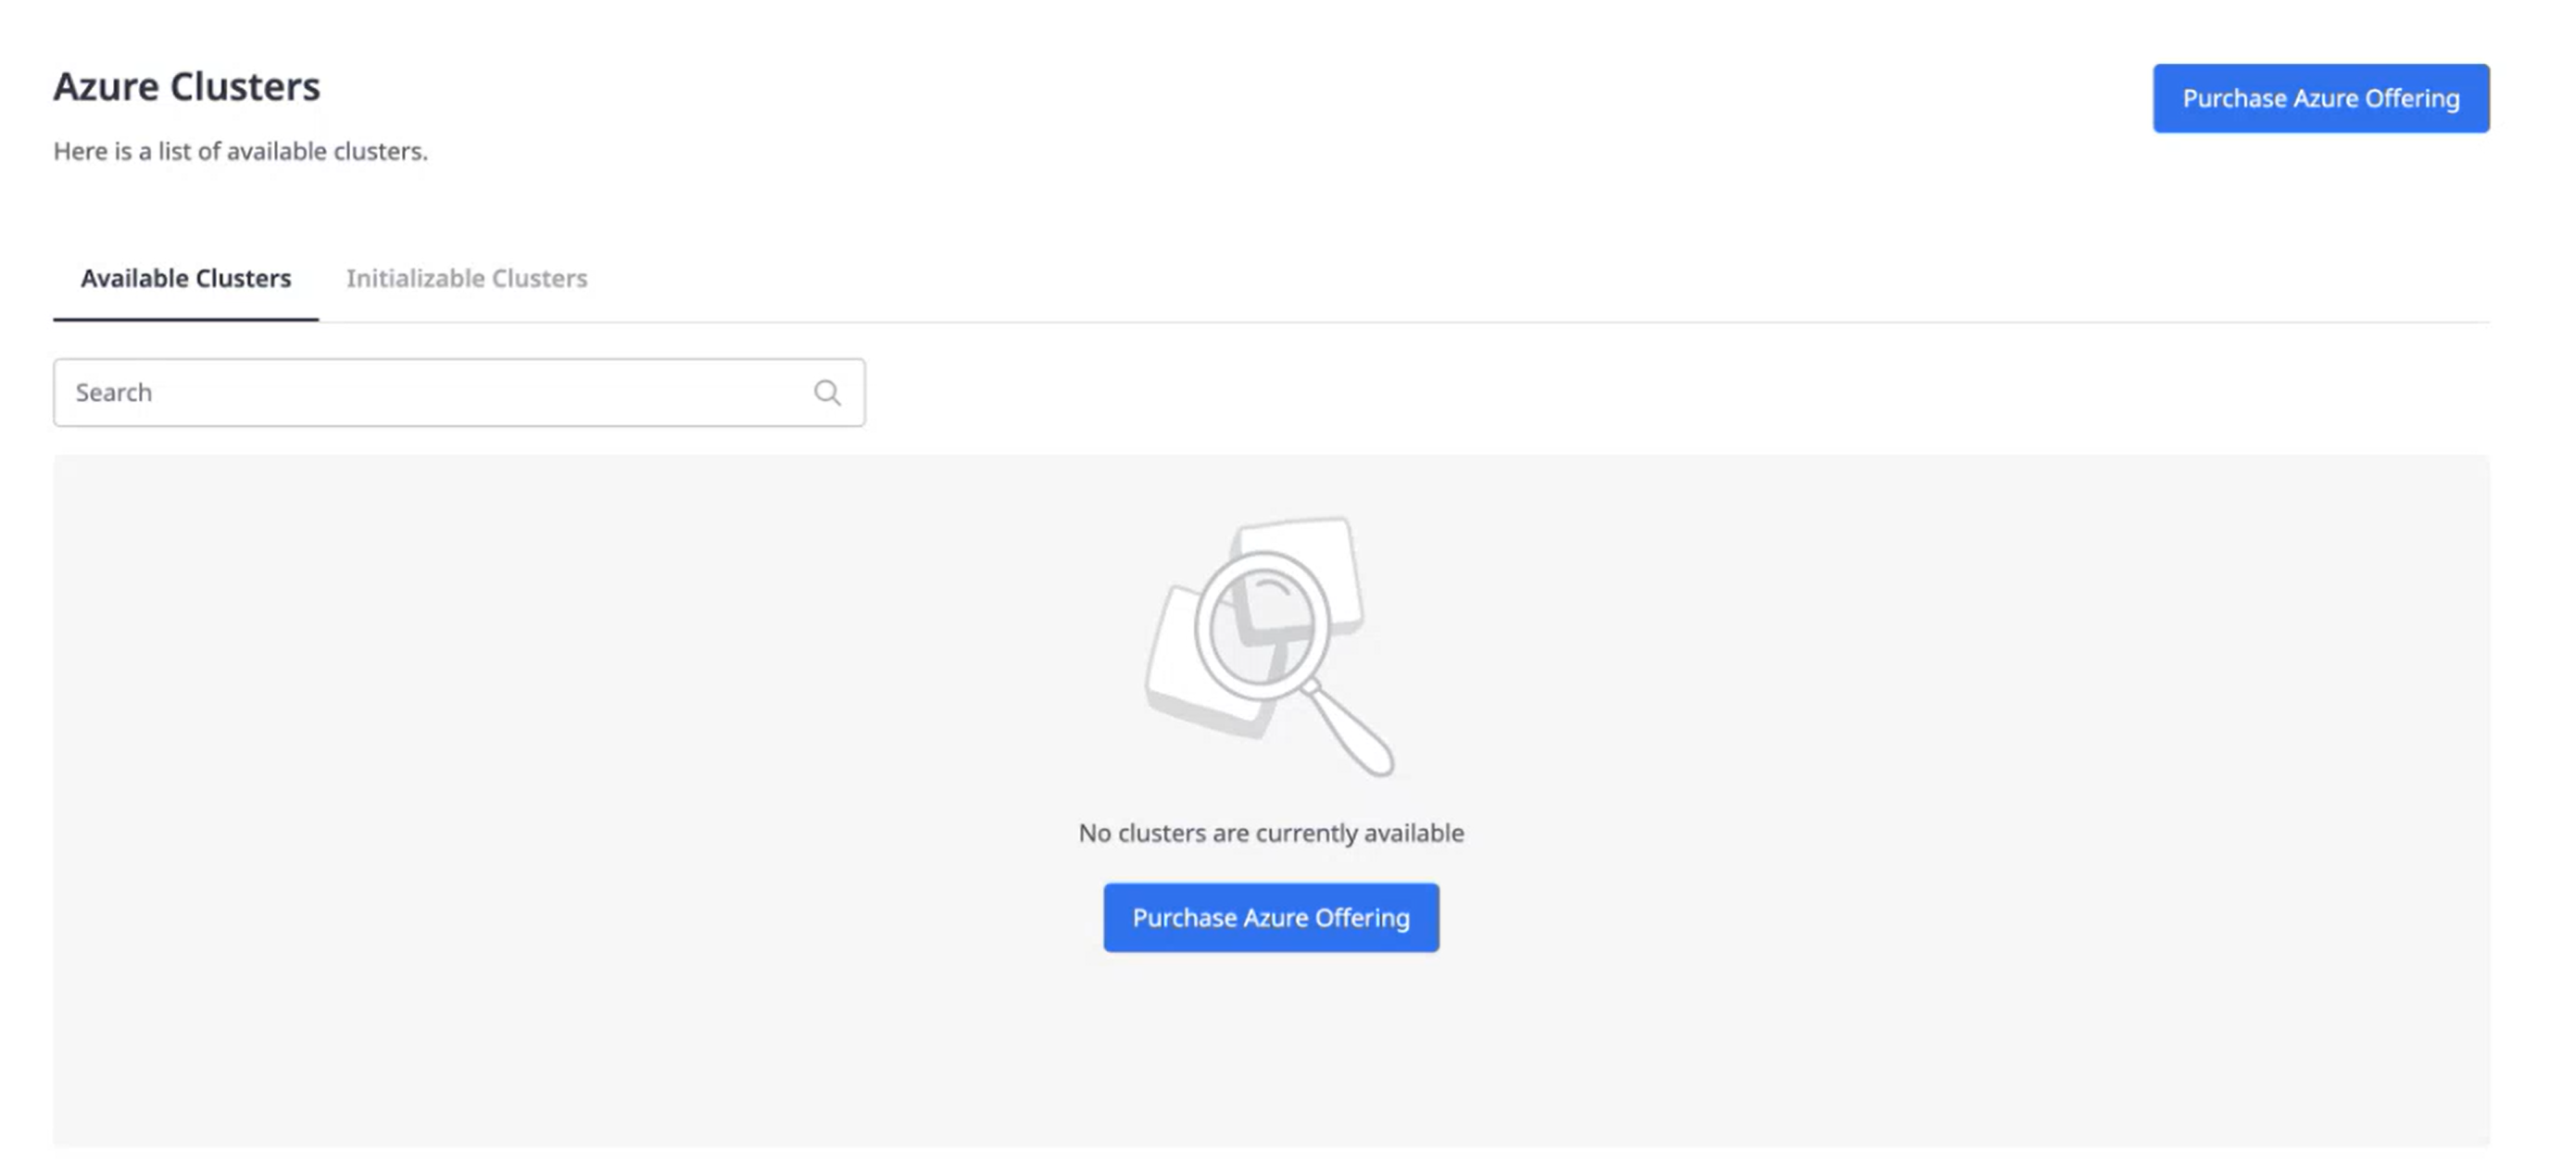 Azure Clusters
Purchase Azure Offering
Here is a list of available clusters.
Available Clusters
Initializable Clusters
Search
No clusters are currently available
Purchase Azure Offering